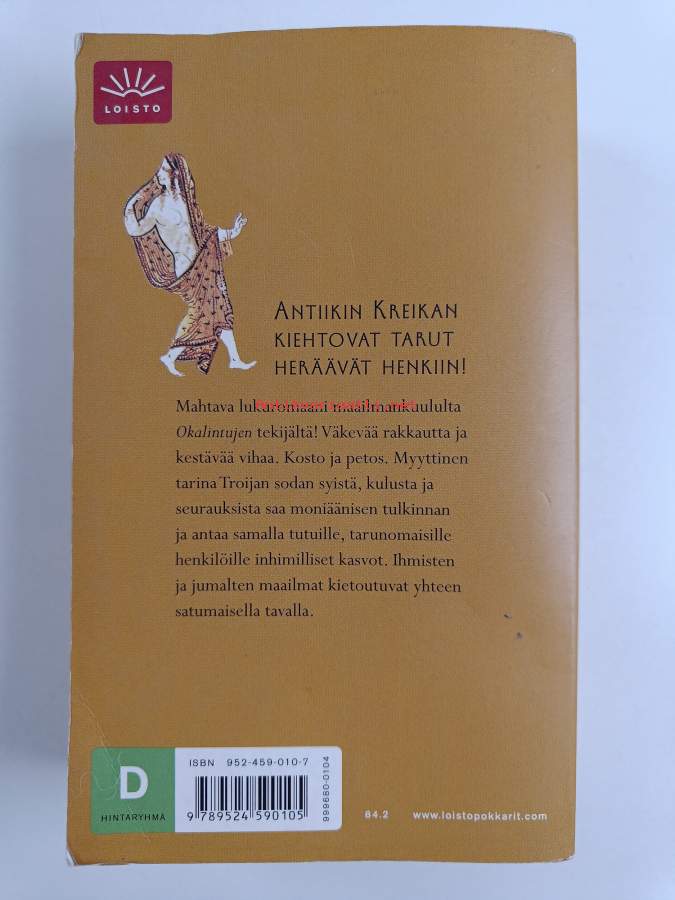 LOISTO
ANTIIKIN KREIKAN
KIEHTOVAT TARUT
HERÄÄVÄT HENKIIN!
Mahtava lukuromaani maailmankuululta
Okalintujen tekijältä! Väkevää rakkautta ja
kestävää vihaa. Kosto ja petos. Myyttinen
tarina Troijan sodan syistä, kulusta ja
seurauksista saa moniäänisen tulkinnan
ja antaa samalla tutuille, tarunomaisille
henkilöille inhimilliset kasvot. Ihmisten
ja jumalten maailmat kietoutuvat yhteen
satumaisella tavalla.
D
HINTARYHMÄ
ISBN 952-459-010-7
9 789524 590105
999680-0104
84.2 www.loistopokkarit.com